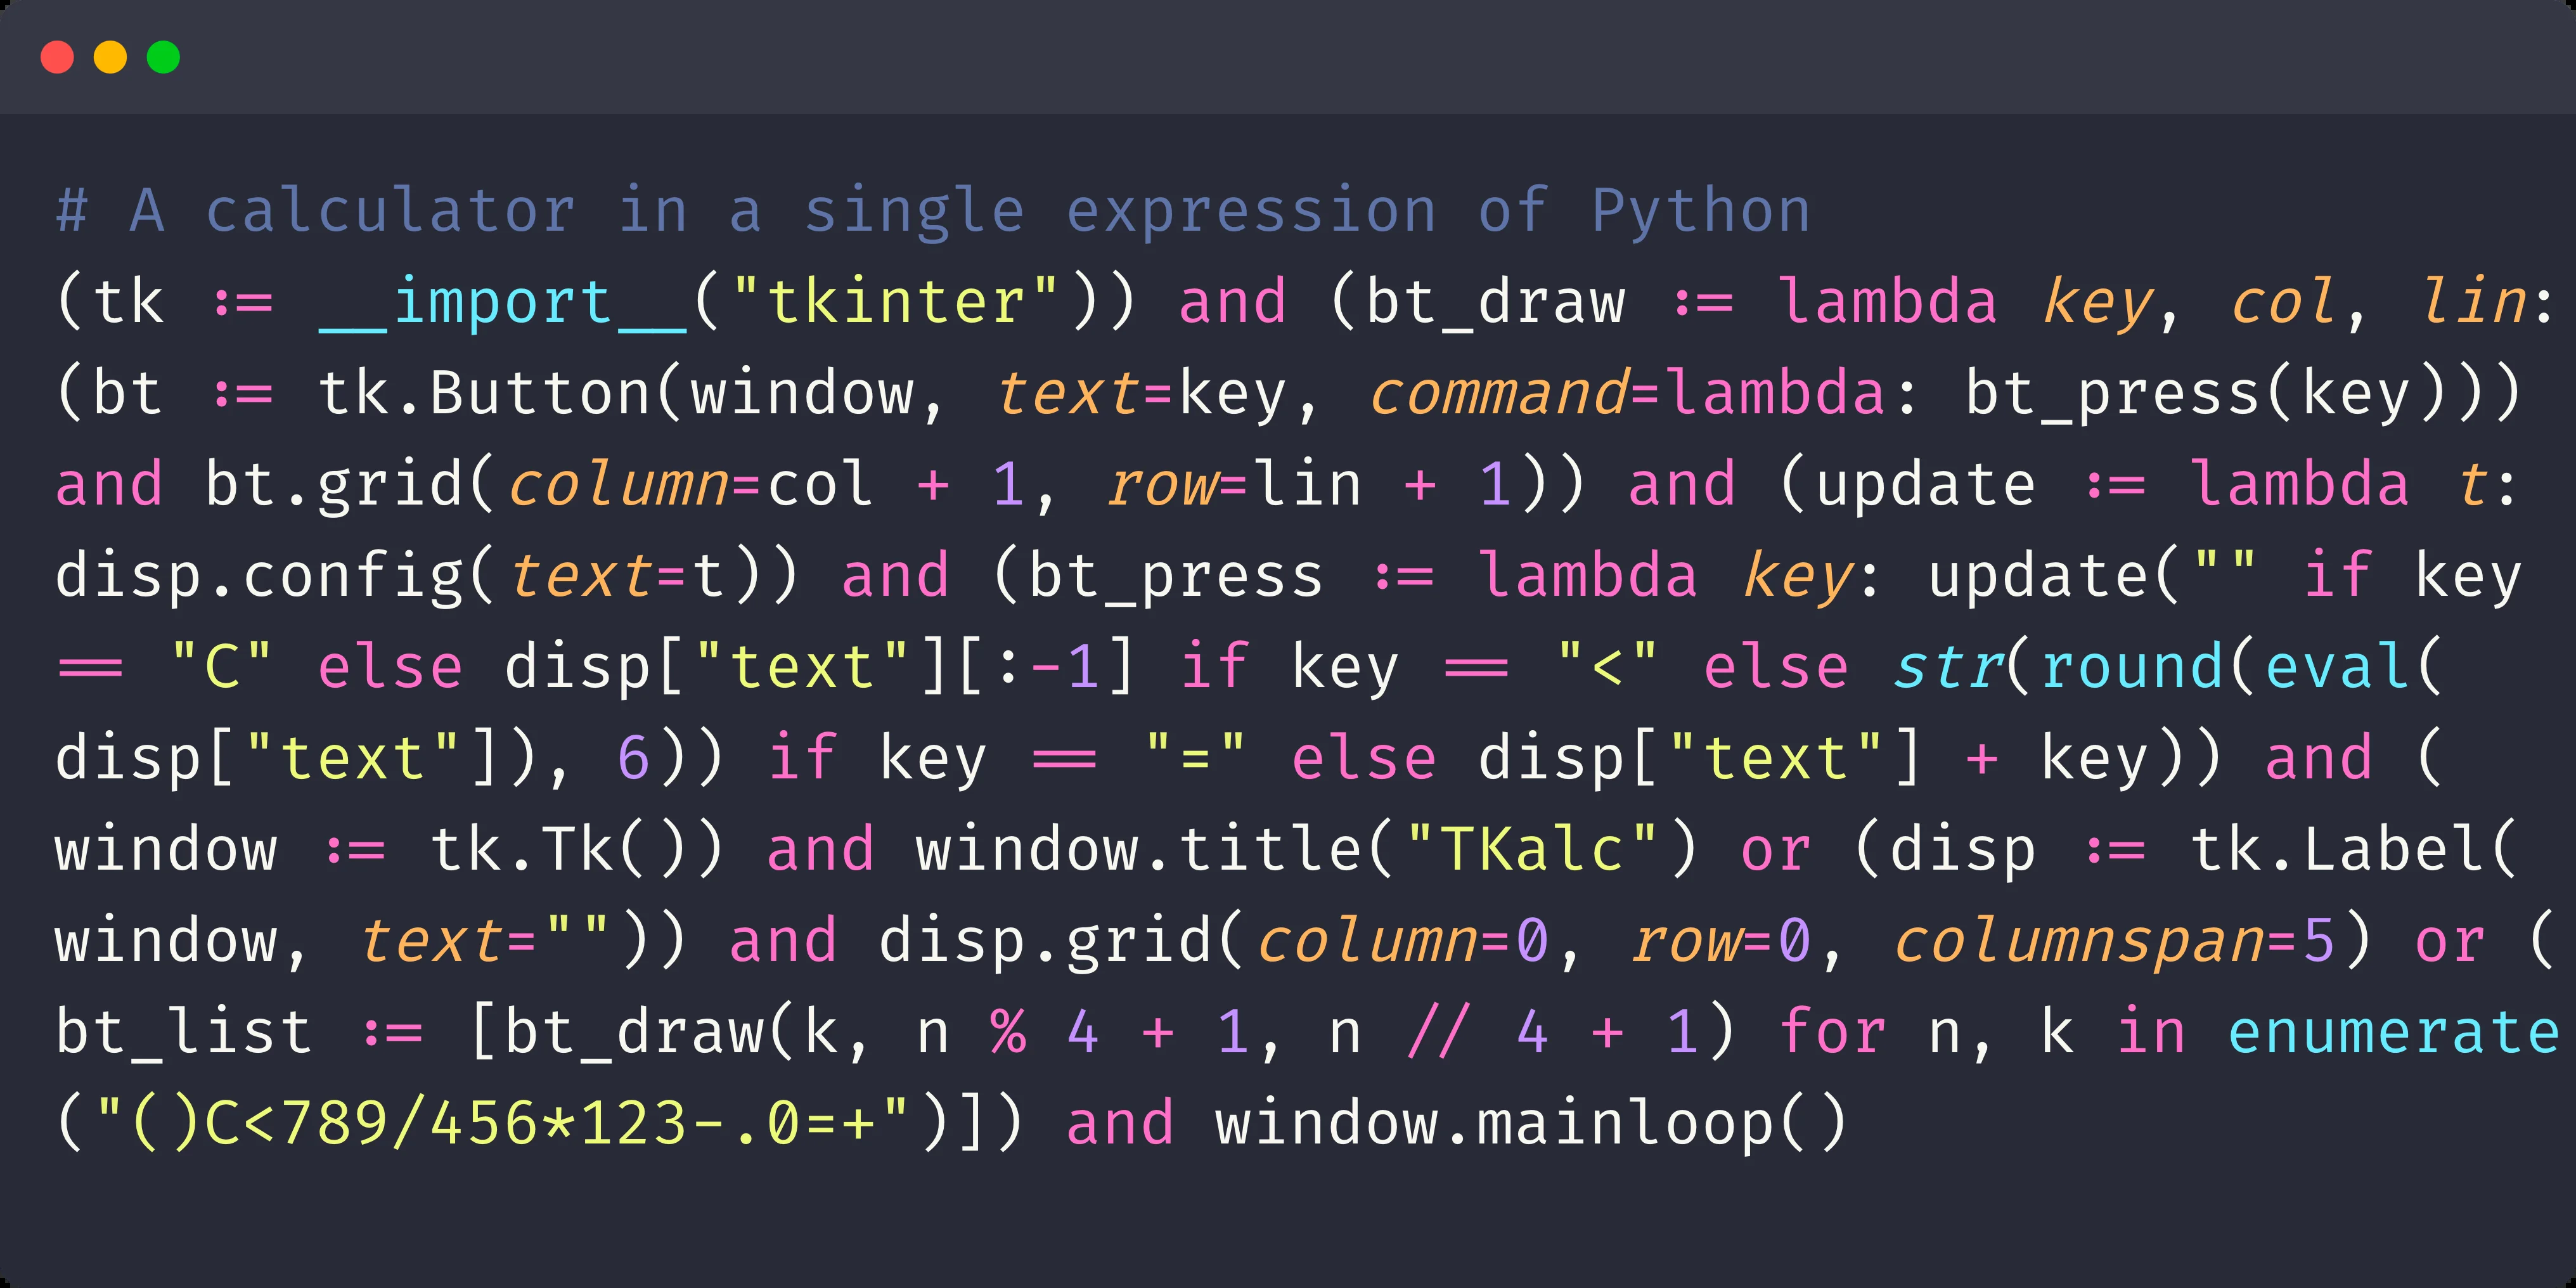 # A calculator in a single expression of Python
(tk := __import__("tkinter")) and (bt_draw := lambda key, col, lin:
(bt := tk.Button(window, text=key, command=lambda: bt_press(key)))
and bt.grid(column=col + 1, row=lin + 1)) and (update := lambda t:
disp.config(text=t)) and (bt_press := lambda key: update("" if key
== "C" else disp["text"][:-1] if key == "<" else str(round(eval(
disp["text"]), 6)) if key == "=" else disp["text"] + key)) and (
window := tk.Tk()) and window.title("TKalc") or (disp := tk.Label(
window, text="")) and disp.grid(column=0, row=0, columnspan=5) or (
bt_list := [bt_draw(k, n % 4 + 1, n // 4 + 1) for n, k in enumerate
("()C<789/456*123-.0=+")]) and window.mainloop()